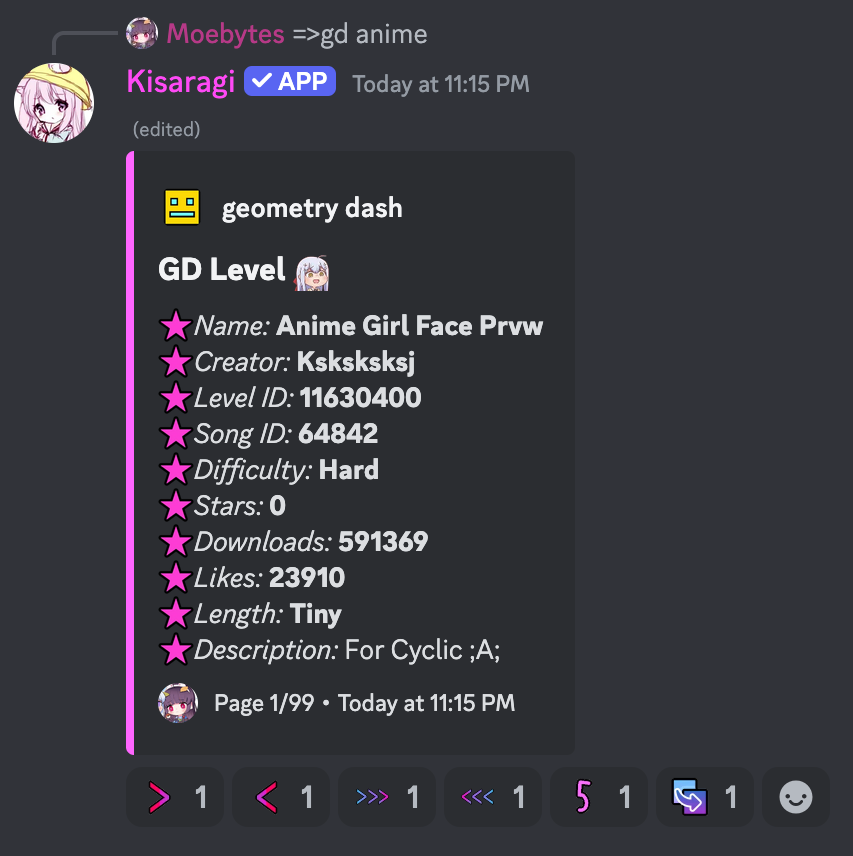 Moebytes =>gd anime
Kisaragi ✓ APP Today at 11:15 PM
(edited)
geometry dash
GD Level
Name: Anime Girl Face Prvw
Creator: Ksksksksj
Level ID: 11630400
Song ID: 64842
Difficulty: Hard
Stars: 0
Downloads: 591369
Likes: 23910
Length: Tiny
Description: For Cyclic ;A;
Page 1/99 • Today at 11:15 PM
> 1 < 1 >>> 1 <<< 1 5 1 1